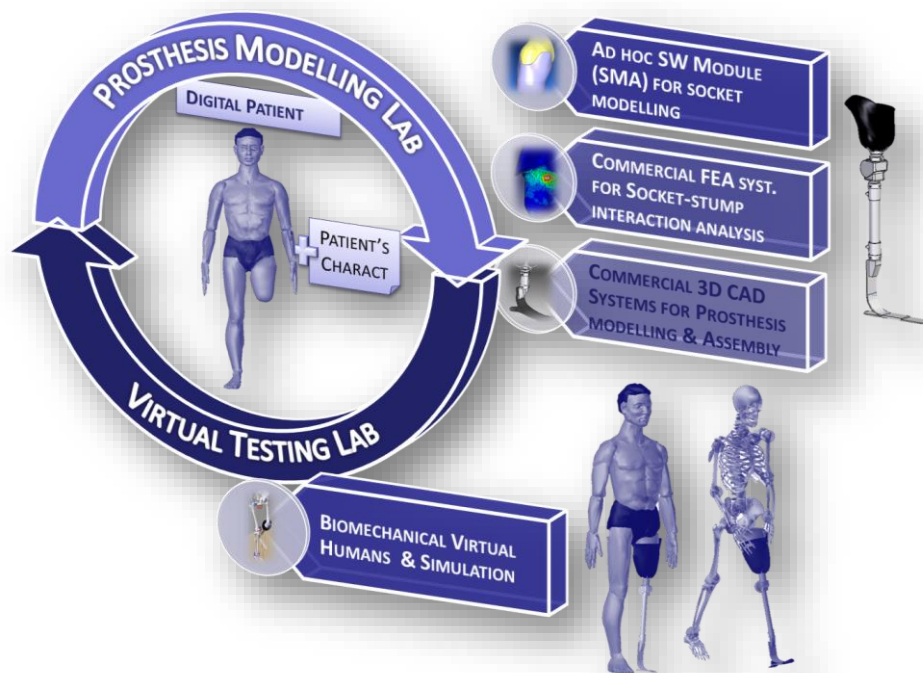 PROSTHESIS MODELLING LAB
DIGITAL PATIENT
PATIENT'S
CHARACT
VIRTUAL TESTING LAB
AD HOC SW MODULE
(SMA) FOR SOCKET
MODELLING
COMMERCIAL FEA SYST.
FOR SOCKET-STUMP
INTERACTION ANALYSIS
COMMERCIAL 3D CAD
SYSTEMS FOR PROSTHESIS
MODELLING & ASSEMBLY
BIOMECHANICAL VIRTUAL
HUMANS & SIMULATION